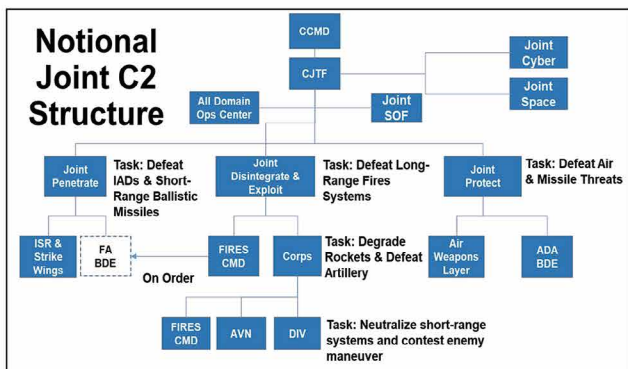 Notional
Joint C2
Structure
CCMD
CJTF
Joint
Cyber
Joint
Space
All Domain
Ops Center
Joint
SOF
Joint
Penetrate
Task: Defeat
IADs & Short-
Range Ballistic
Missiles
Joint
Disintegrate &
Exploit
Task: Defeat Long-
Range Fires
Systems
Joint
Protect
Task: Defeat Air
& Missile Threats
ISR &
Strike
Wings
FA
BDE
On Order
FIRES
CMD
Corps
Task: Degrade
Rockets & Defeat
Artillery
Air
Weapons
Layer
ADA
BDE
FIRES
CMD
AVN
DIV
Task: Neutralize short-range
systems and contest enemy
maneuver